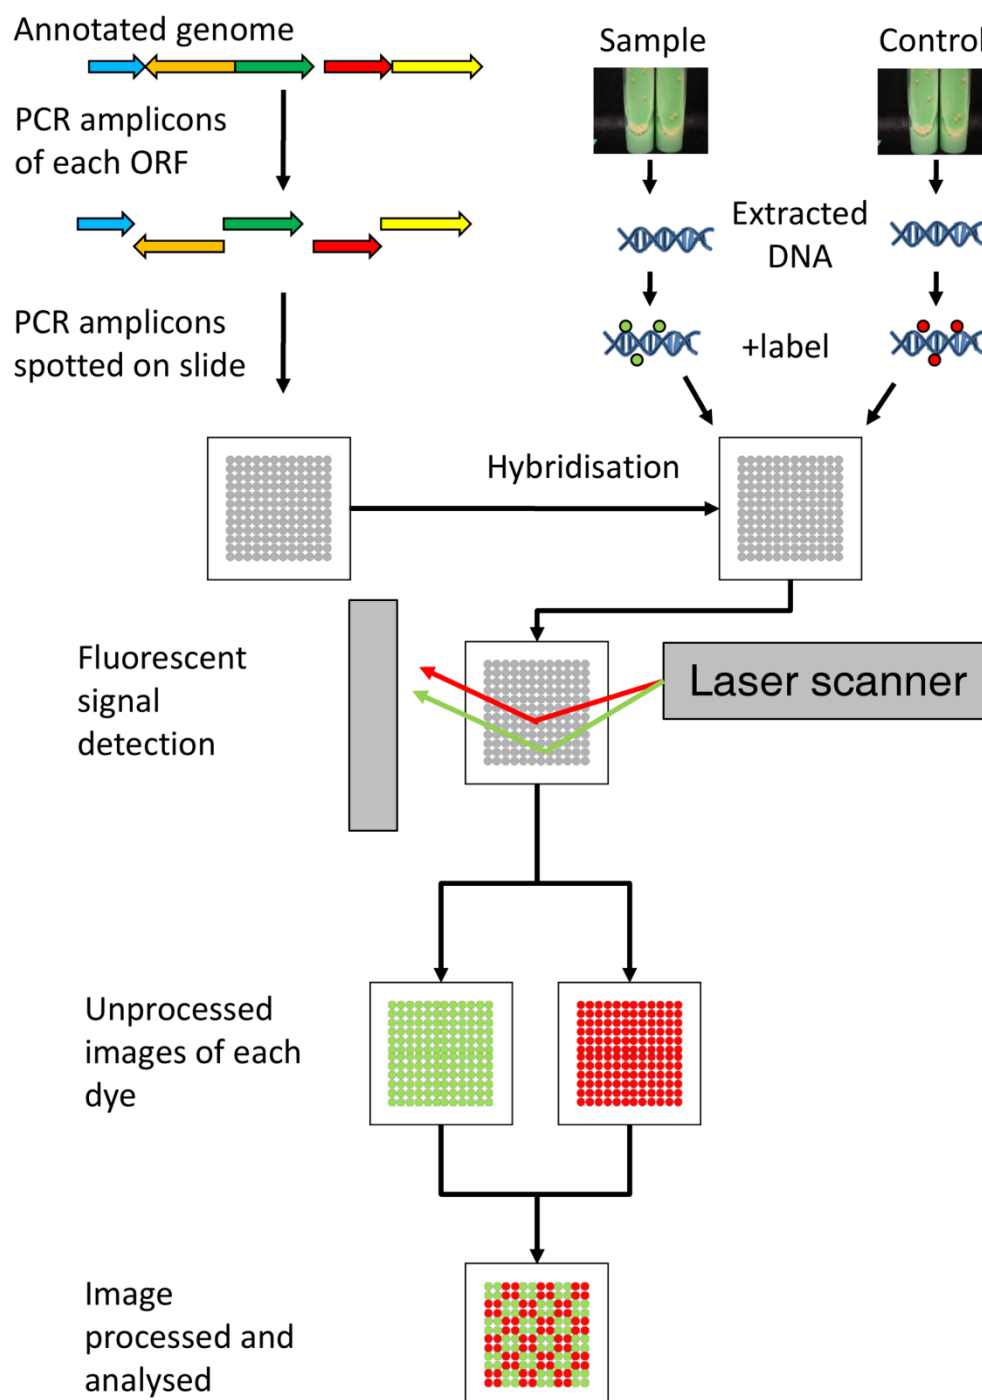 Annotated genome
Sample
Control
PCR amplicons
of each ORF
Extracted
DNA
PCR amplicons
spotted on slide
+label
Hybridisation
Fluorescent
signal
detection
Laser scanner
Unprocessed
images of each
dye
Image
processed and
analysed